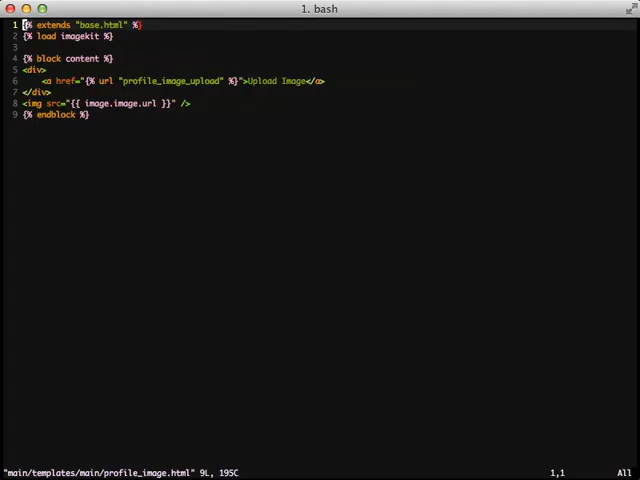 1. bash
1 {% extends "base.html" %}
2 {% load imagekit %}
3
4 {% block content %}
5 <div>
6     <a href="{% url "profile_image_upload" %}">Upload Image</a>
7 </div>
8 <img src="{{ image.image.url }}" />
9 {% endblock %}
"main/templates/main/profile_image.html" 9L, 195C 1,1 All